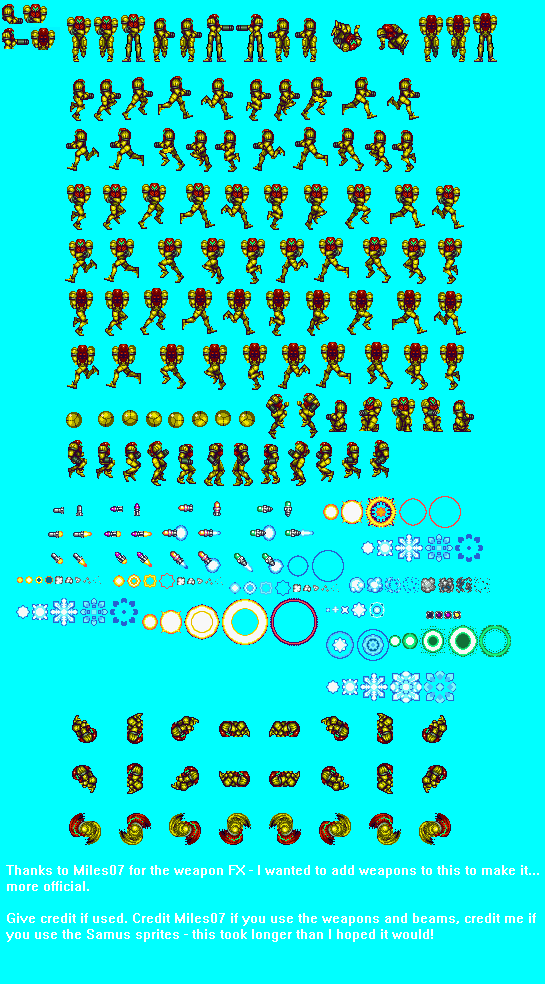 Thanks to Miles07 for the weapon FX - I wanted to add weapons to this to make it...
more official.
Give credit if used. Credit Miles07 if you use the weapons and beams, credit me if
you use the Samus sprites - this took longer than I hoped it would!